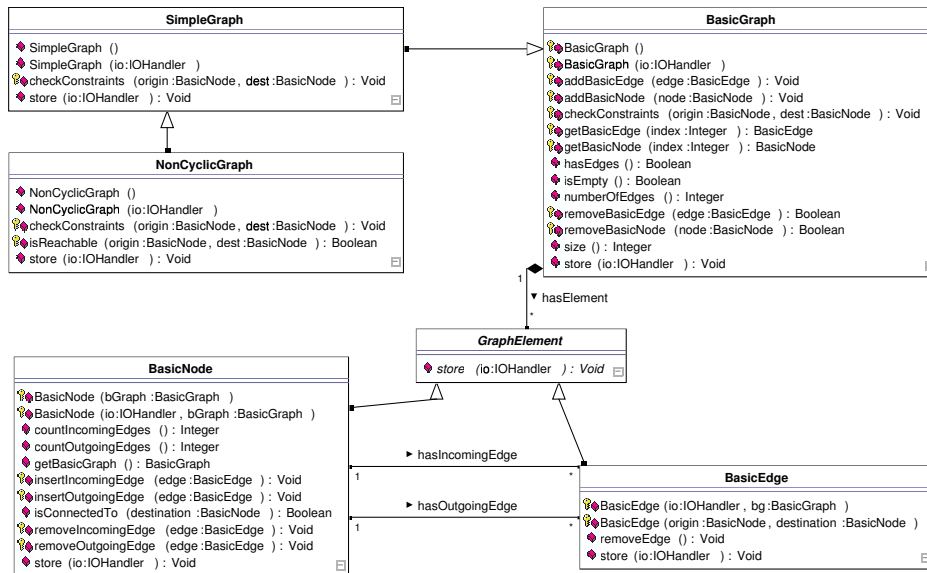 SimpleGraph
SimpleGraph ()
SimpleGraph (io:IOHandler )
checkConstraints (origin :BasicNode, dest :BasicNode ) : Void
store (io:IOHandler ) : Void
NonCyclicGraph
NonCyclicGraph ()
NonCyclicGraph (io:IOHandler )
checkConstraints (origin :BasicNode, dest :BasicNode ) : Void
isReachable (origin :BasicNode, dest :BasicNode ) : Boolean
store (io:IOHandler ) : Void
BasicGraph
BasicGraph ()
BasicGraph (io:IOHandler )
addBasicEdge (edge :BasicEdge ) : Void
addBasicNode (node :BasicNode ) : Void
checkConstraints (origin :BasicNode, dest :BasicNode ) : Void
getBasicEdge (index :Integer ) : BasicEdge
getBasicNode (index :Integer ) : BasicNode
hasEdges () : Boolean
isEmpty () : Boolean
numberOfEdges () : Integer
removeBasicEdge (edge :BasicEdge ) : Boolean
removeBasicNode (node :BasicNode ) : Boolean
size () : Integer
store (io:IOHandler ) : Void
1
▼ hasElement
*
GraphElement
store (io:IOHandler ) : Void
BasicNode
BasicNode (bGraph :BasicGraph )
BasicNode (io:IOHandler , bGraph :BasicGraph )
countIncomingEdges () : Integer
countOutgoingEdges () : Integer
getBasicGraph () : BasicGraph
insertIncomingEdge (edge :BasicEdge ) : Void
insertOutgoingEdge (edge :BasicEdge ) : Void
isConnectedTo (destination :BasicNode ) : Boolean
removeIncomingEdge (edge :BasicEdge ) : Void
removeOutgoingEdge (edge :BasicEdge ) : Void
store (io:IOHandler ) : Void
► hasIncomingEdge
1 *
► hasOutgoingEdge
1 *
BasicEdge
BasicEdge (io:IOHandler , bg:BasicGraph )
BasicEdge (origin :BasicNode, destination :BasicNode )
removeEdge () : Void
store (io:IOHandler ) : Void